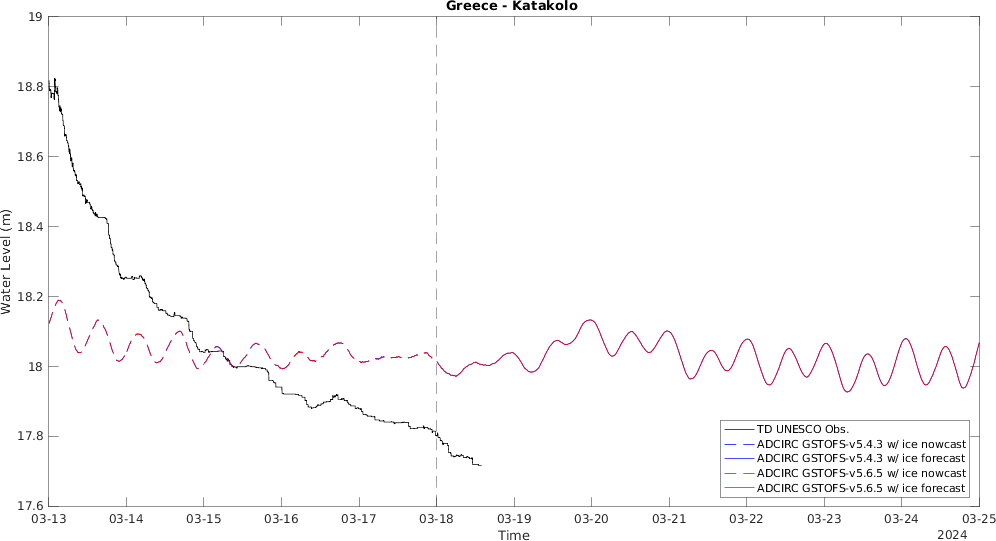 Greece - Katakolo
19
18.8
18.6
18.4
18.2
18
17.8
17.6
Water Level (m)
03-13 03-14 03-15 03-16 03-17 03-18 03-19 03-20 03-21 03-22 03-23 03-24 03-25
Time
2024
TD UNESCO Obs.
ADCIRC GSTOFS-v5.4.3 w/ ice nowcast
ADCIRC GSTOFS-v5.4.3 w/ ice forecast
ADCIRC GSTOFS-v5.6.5 w/ ice nowcast
ADCIRC GSTOFS-v5.6.5 w/ ice forecast